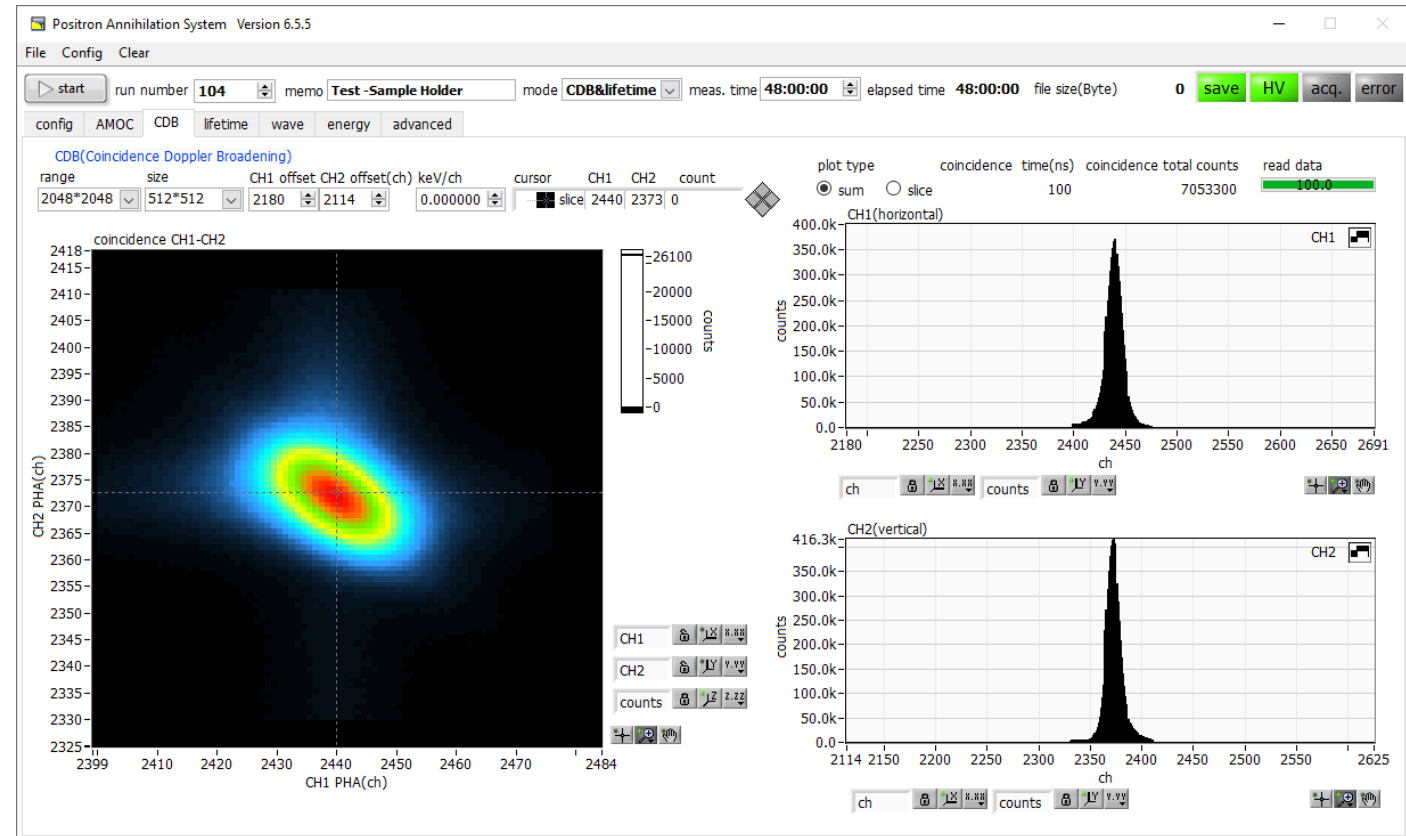 Positron Annihilation System Version 6.5.5
File Config Clear
start run number 104 memo Test -Sample Holder mode CDB&lifetime meas. time 48:00:00 elapsed time 48:00:00 file size(Byte) 0 save HV acq. error
config AMOC CDB lifetime wave energy advanced
CDB(Coincidence Doppler Broadening)
range size CH1 offset CH2 offset(ch) keV/ch cursor CH1 CH2 count
2048*2048 512*512 2180 2114 0.000000 slice 2440 2373 0
plot type coincidence time(ns) coincidence total counts read data
sum slice 100 7053300 100.0
coincidence CH1-CH2
2418
2415
2410
2405
2400
2395
2390
2385
2380
2375
2370
2365
2360
2355
2350
2345
2340
2335
2330
2325
CH2 PHA(ch)
2399 2410 2420 2430 2440 2450 2460 2470 2484
CH1 PHA(ch)
26100
20000
15000
10000
5000
0
counts
CH1 X.XX
CH2 Y.YY
counts Z.ZZ
CH1(horizontal)
CH1
400.0k
350.0k
300.0k
250.0k
200.0k
150.0k
100.0k
50.0k
0.0
counts
2180 2250 2300 2350 2400 2450 2500 2550 2600 2650 2691
ch
ch X.XX counts Y.YY
CH2(vertical)
CH2
416.3k
350.0k
300.0k
250.0k
200.0k
150.0k
100.0k
50.0k
0.0
counts
2114 2150 2200 2250 2300 2350 2400 2450 2500 2550 2625
ch
ch X.XX counts Y.YY